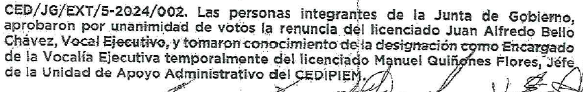 CED/JG/EXT/5-2024/002. Las personas integrantes de la Junta de Gobierno,
aprobaron por unanimidad de votos la renuncia del licenciado Juan Alfredo Bello
Chávez, Vocal Ejecutivo, y tomaron conocimiento de la designación como Encargado
de la Vocalía Ejecutiva temporalmente del licenciado Manuel Quiñones Flores, Jefe
de la Unidad de Apoyo Administrativo del CEDIPIEM.